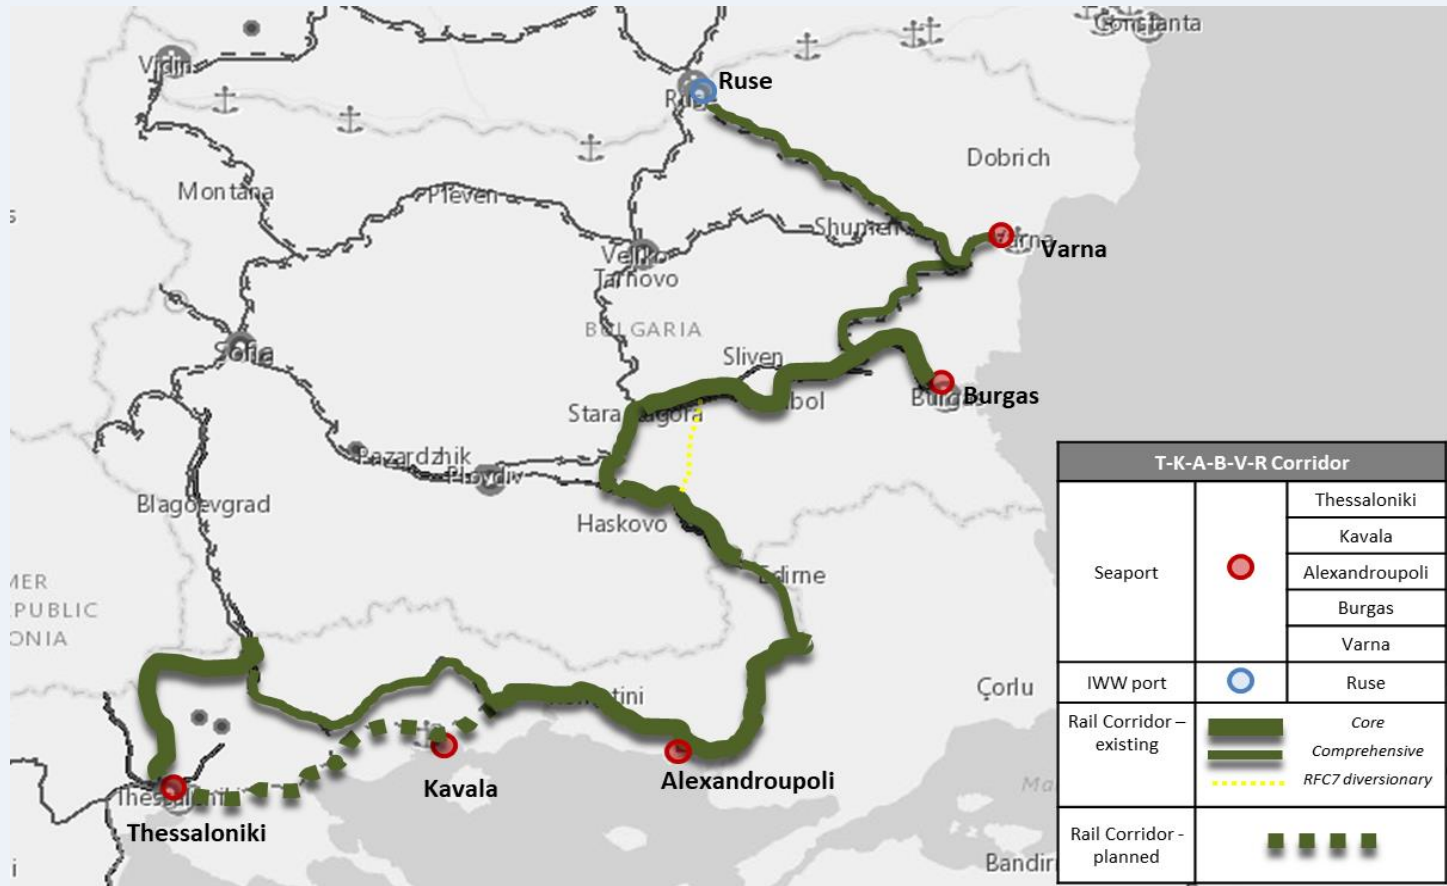 Constanta
Vidin
Ruse
Ruse
Dobrich
Montana
Pleven
Shumen
Varna
Veliko
Tarnovo
BULGARIA
Sofia
Sliven
Burgas
Stara Zagora
Pazardzhik
Plovdiv
Blagoevgrad
Haskovo
Edirne
Çorlu
Kavala
Alexandroupoli
Thessaloniki
Thessaloniki
T-K-A-B-V-R Corridor
Seaport
Thessaloniki
Kavala
Alexandroupoli
Burgas
Varna
IWW port
Ruse
Rail Corridor –
existing
Core
Comprehensive
RFC7 diversionary
Rail Corridor -
planned